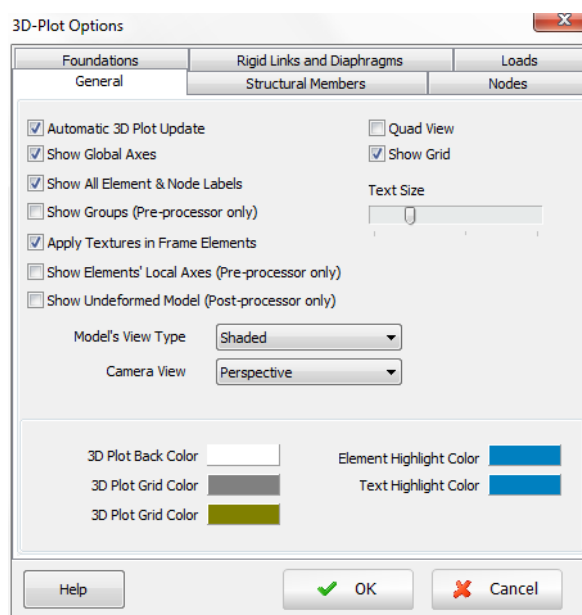 3D-Plot Options
Foundations Rigid Links and Diaphragms Loads
General Structural Members Nodes
Automatic 3D Plot Update Quad View
Show Global Axes Show Grid
Show All Element & Node Labels Text Size
Show Groups (Pre-processor only)
Apply Textures in Frame Elements
Show Elements' Local Axes (Pre-processor only)
Show Undeformed Model (Post-processor only)
Model's View Type Shaded
Camera View Perspective
3D Plot Back Color Element Highlight Color
3D Plot Grid Color Text Highlight Color
3D Plot Grid Color
Help OK Cancel